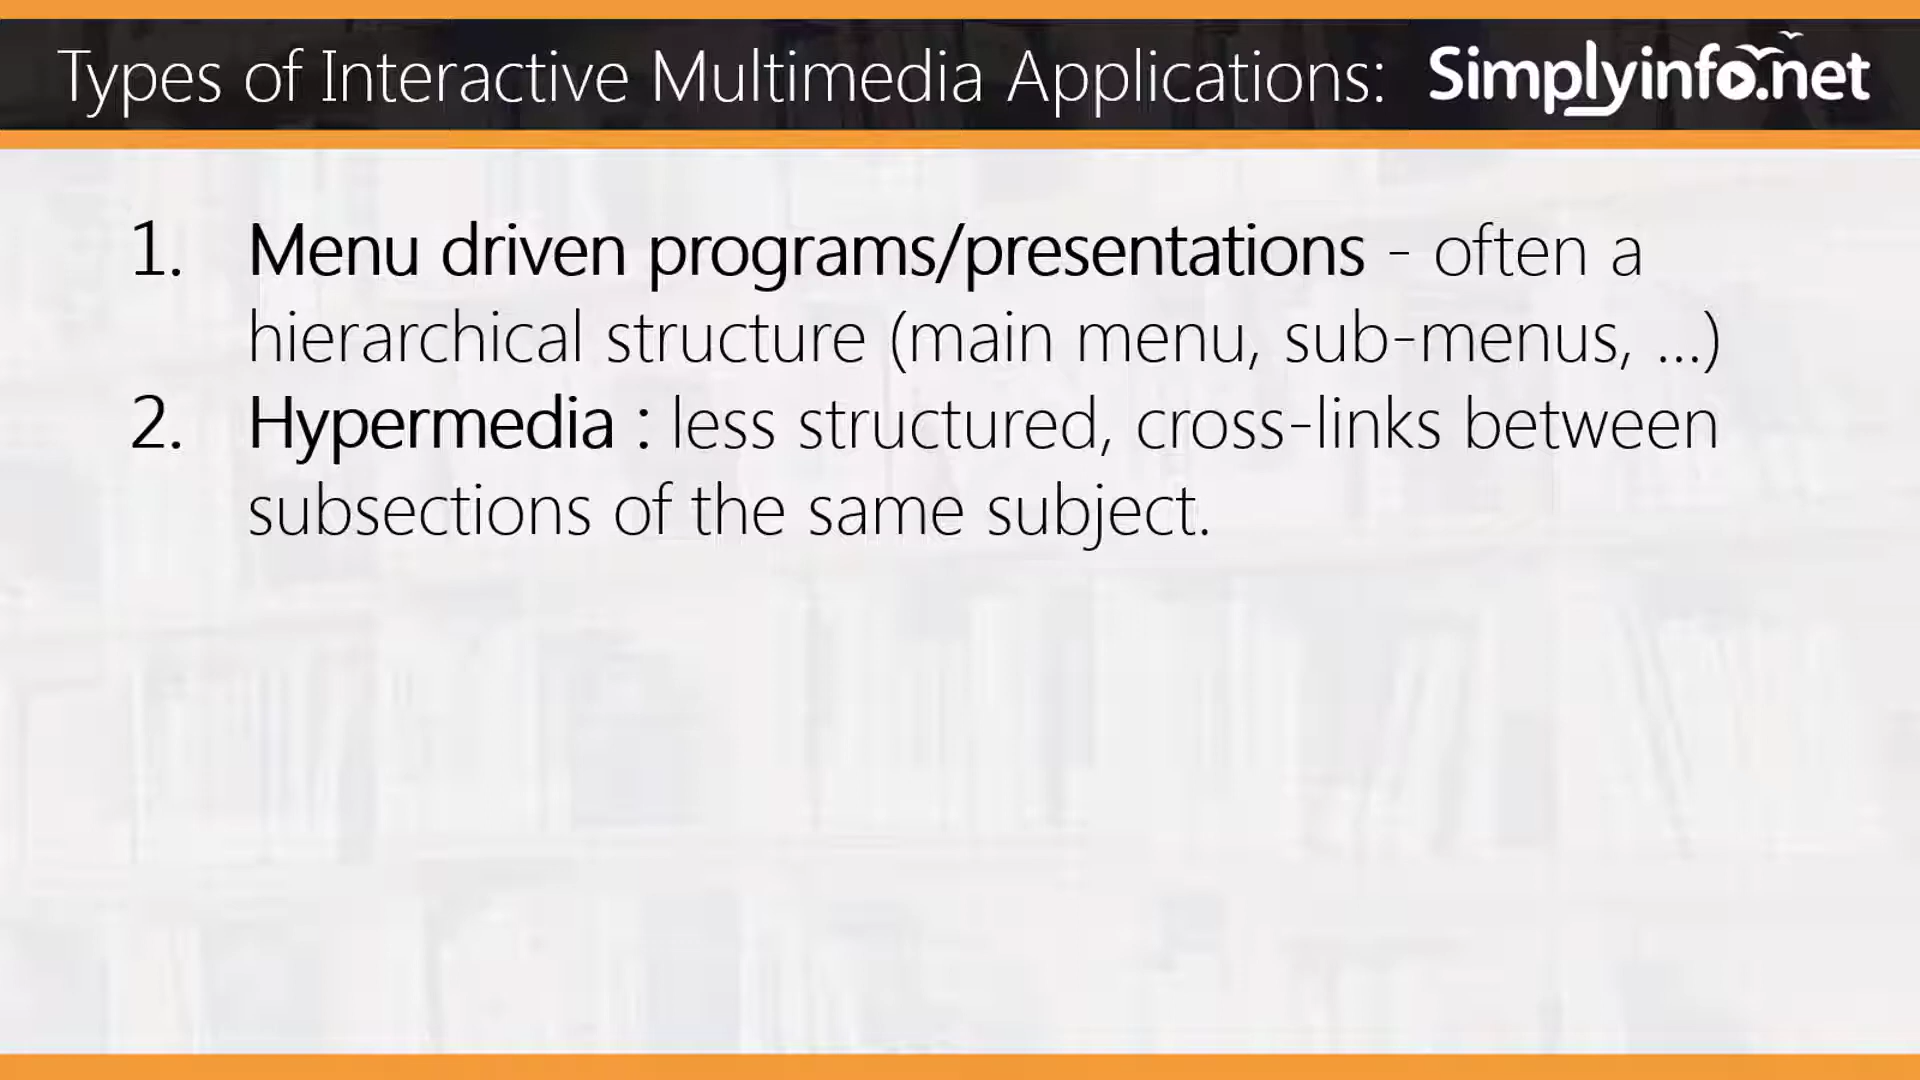 Types of Interactive Multimedia Applications: Simplyinfo.net
1. Menu driven programs/presentations - often a
hierarchical structure (main menu, sub-menus, ...)
2. Hypermedia : less structured, cross-links between
subsections of the same subject.